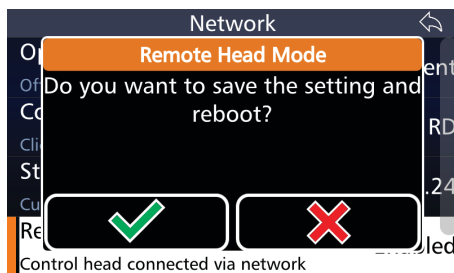 Network
Remote Head Mode
Do you want to save the setting and
reboot?
Control head connected via network